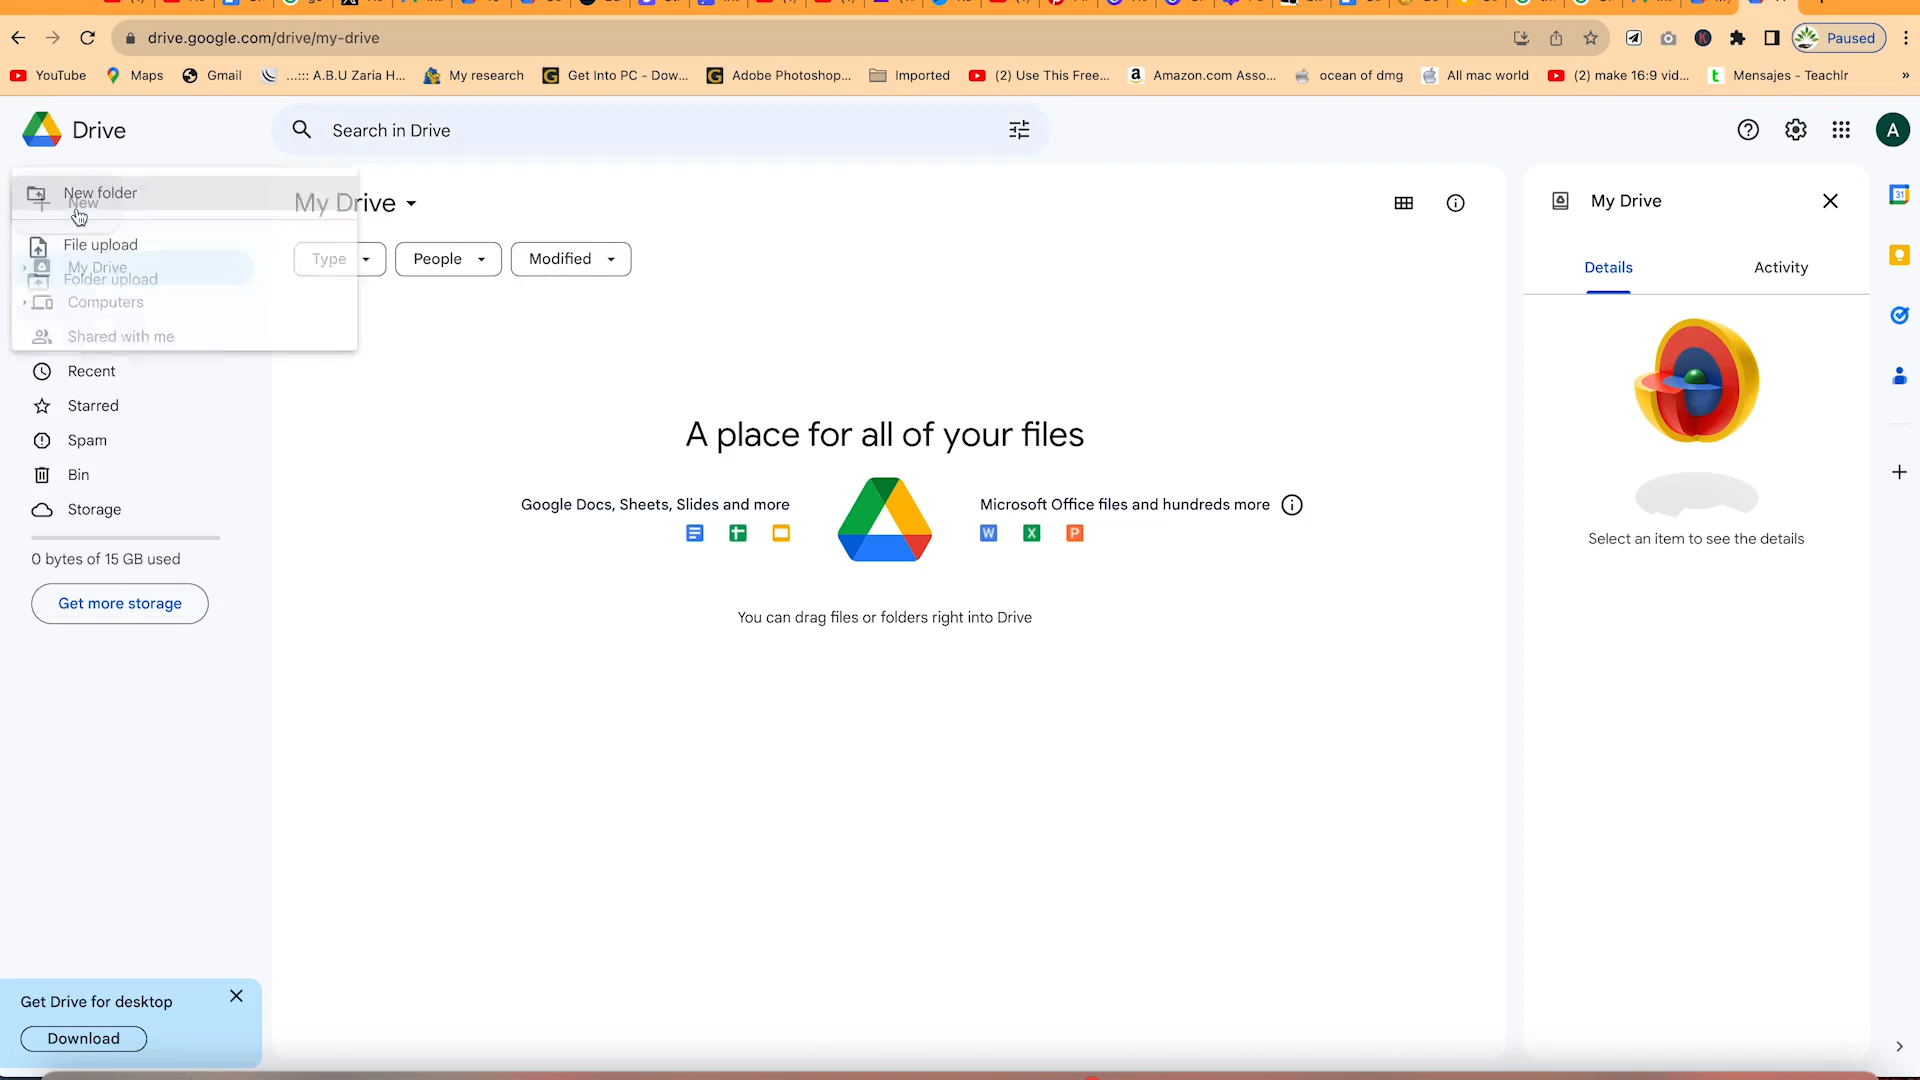 drive.google.com/drive/my-drive
Paused
YouTube
Maps
Gmail
...::: A.B.U Zaria H...
My research
Get Into PC - Dow...
Adobe Photoshop...
Imported
(2) Use This Free...
Amazon.com Asso...
ocean of dmg
All mac world
(2) make 16:9 vid...
Mensajes - Teachlr
»
Drive
Search in Drive
A
New folder
New
File upload
My Drive
Folder upload
Computers
Shared with me
Recent
Starred
Spam
Bin
Storage
0 bytes of 15 GB used
Get more storage
Get Drive for desktop
Download
My Drive
Type
People
Modified
A place for all of your files
Google Docs, Sheets, Slides and more
Microsoft Office files and hundreds more
You can drag files or folders right into Drive
My Drive
Details
Activity
Select an item to see the details